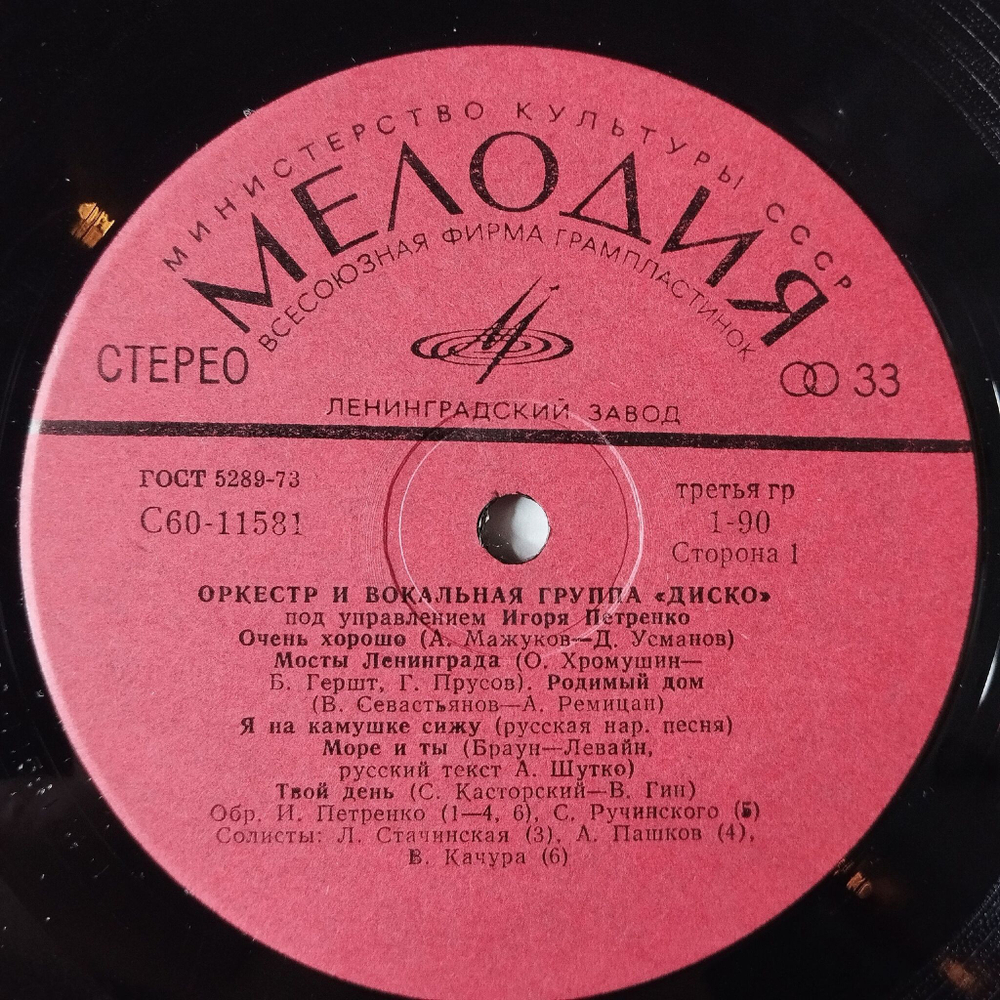 МИНИСТЕРСТВО КУЛЬТУРЫ СССР
МЕЛОДИЯ
ВСЕСОЮЗНАЯ ФИРМА ГРАМПЛАСТИНОК
СТЕРЕО
33
ЛЕНИНГРАДСКИЙ ЗАВОД
ГОСТ 5289-73
С60-11581
третья гр
1-90
Сторона 1
ОРКЕСТР И ВОКАЛЬНАЯ ГРУППА «ДИСКО»
под управлением Игоря Петренко
Очень хорошо (А. Мажуков—Д. Усманов)
Мосты Ленинграда (О. Хромушин—
Б. Гершт, Г. Прусов). Родимый дом
(В. Севастьянов—А. Ремицан)
Я на камушке сижу (русская нар. песня)
Море и ты (Браун—Левайн,
русский текст А. Шутко)
Твой день (С. Касторский—В. Гин)
Обр. И. Петренко (1—4, 6), С. Ручинского (5)
Солисты: Л. Стачинская (3), А. Пашков (4),
В. Качура (6)